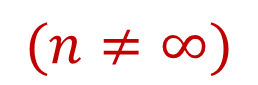 (n ≠ ∞)